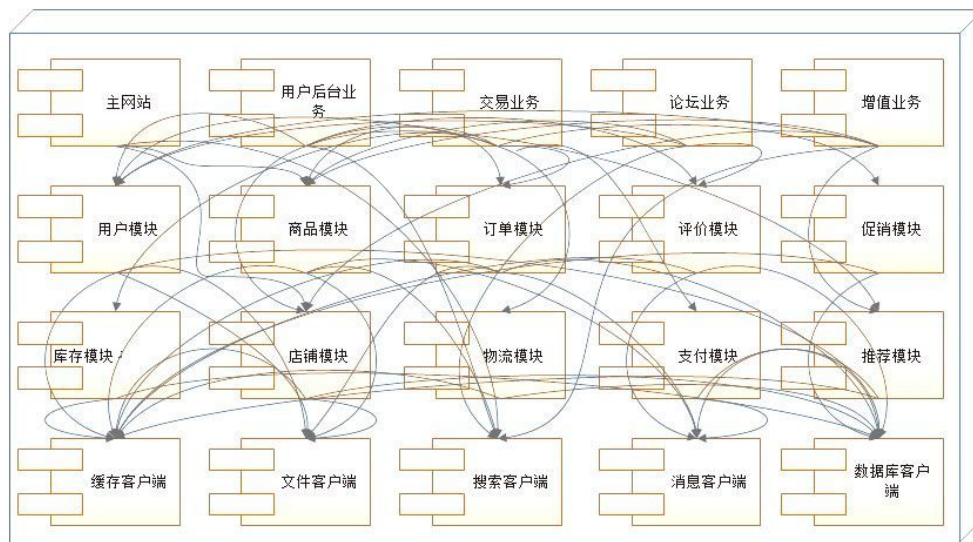 主网站
用户后台业
务
交易业务
论坛业务
增值业务
用户模块
商品模块
订单模块
评价模块
促销模块
库存模块
店铺模块
物流模块
支付模块
推荐模块
缓存客户端
文件客户端
搜索客户端
消息客户端
数据库客户
端